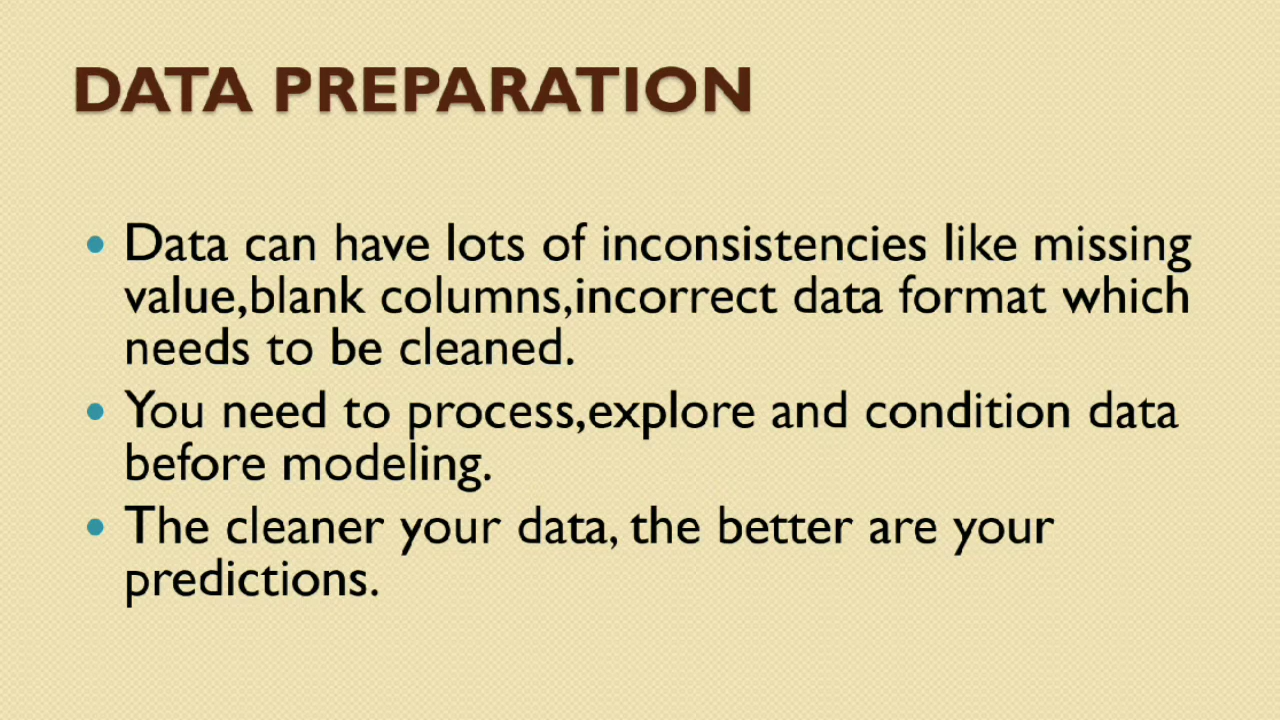 DATA PREPARATION
• Data can have lots of inconsistencies like missing
value,blank columns,incorrect data format which
needs to be cleaned.
• You need to process,explore and condition data
before modeling.
• The cleaner your data, the better are your
predictions.